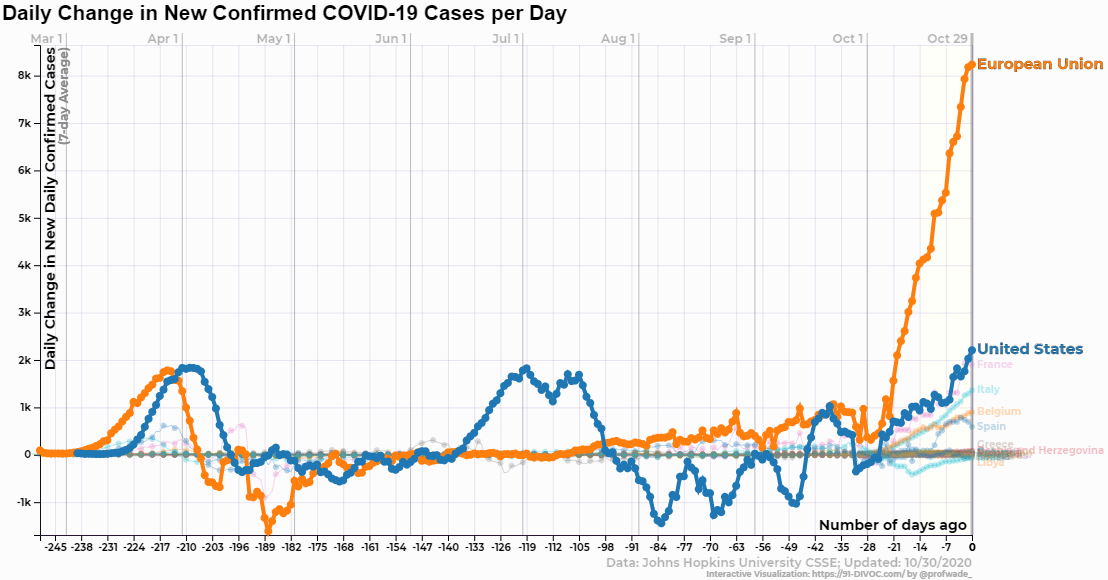 Daily Change in New Confirmed COVID-19 Cases per Day
Mar 1 Apr 1 May 1 Jun 1 Jul 1 Aug 1 Sep 1 Oct 1 Oct 29
Daily Change in New Daily Confirmed Cases
(7-day Average)
8k
7k
6k
5k
4k
3k
2k
1k
0
-1k
European Union
United States
France
Italy
Belgium
Spain
Greece
and Herzegovina
Libya
Number of days ago
-245 -238 -231 -224 -217 -210 -203 -196 -189 -182 -175 -168 -161 -154 -147 -140 -133 -126 -119 -112 -105 -98 -91 -84 -77 -70 -63 -56 -49 -42 -35 -28 -21 -14 -7 0
Data: Johns Hopkins University CSSE; Updated: 10/30/2020
Interactive Visualization: https://91-DIVOC.com/ by @profwade_